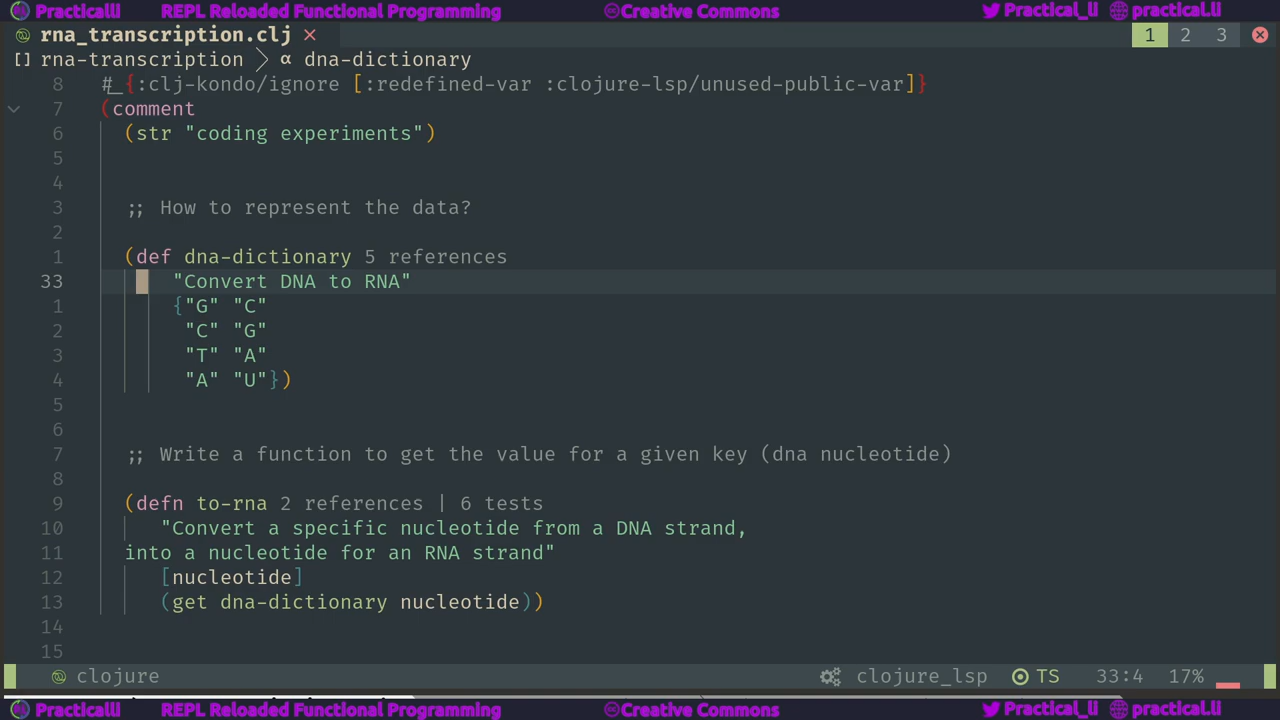 Practicalli REPL Reloaded Functional Programming Creative Commons Practical_li practical.li
rna_transcription.clj × 1 2 3
rna-transcription > α dna-dictionary
8 #_{:clj-kondo/ignore [:redefined-var :clojure-lsp/unused-public-var]}
7 (comment
6 (str "coding experiments")
5
4
3 ;; How to represent the data?
2
1 (def dna-dictionary 5 references
33 "Convert DNA to RNA"
1 {"G" "C"
2 "C" "G"
3 "T" "A"
4 "A" "U"})
5
6
7 ;; Write a function to get the value for a given key (dna nucleotide)
8
9 (defn to-rna 2 references | 6 tests
10 "Convert a specific nucleotide from a DNA strand,
11 into a nucleotide for an RNA strand"
12 [nucleotide]
13 (get dna-dictionary nucleotide))
14
15
clojure clojure_lsp TS 33:4 17%
Practicalli REPL Reloaded Functional Programming Creative Commons Practical_li practical.li